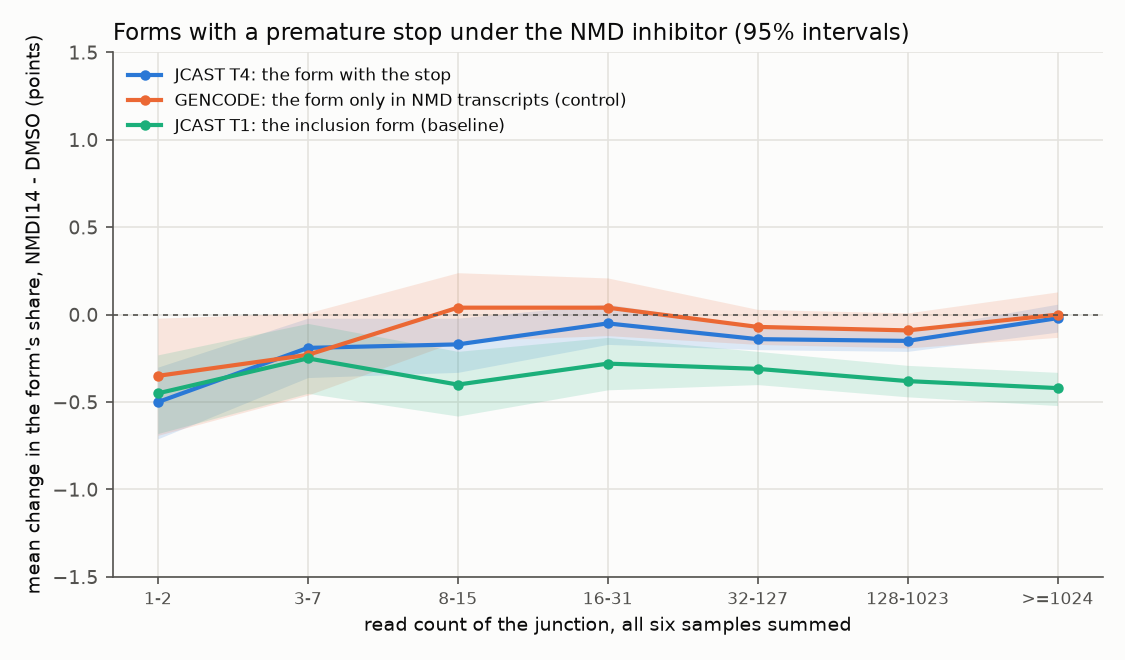 Forms with a premature stop under the NMD inhibitor (95% intervals)
mean change in the form's share, NMDI14 - DMSO (points)
1.5
1.0
0.5
0.0
−0.5
−1.0
−1.5
JCAST T4: the form with the stop
GENCODE: the form only in NMD transcripts (control)
JCAST T1: the inclusion form (baseline)
1-2
3-7
8-15
16-31
32-127
128-1023
>=1024
read count of the junction, all six samples summed